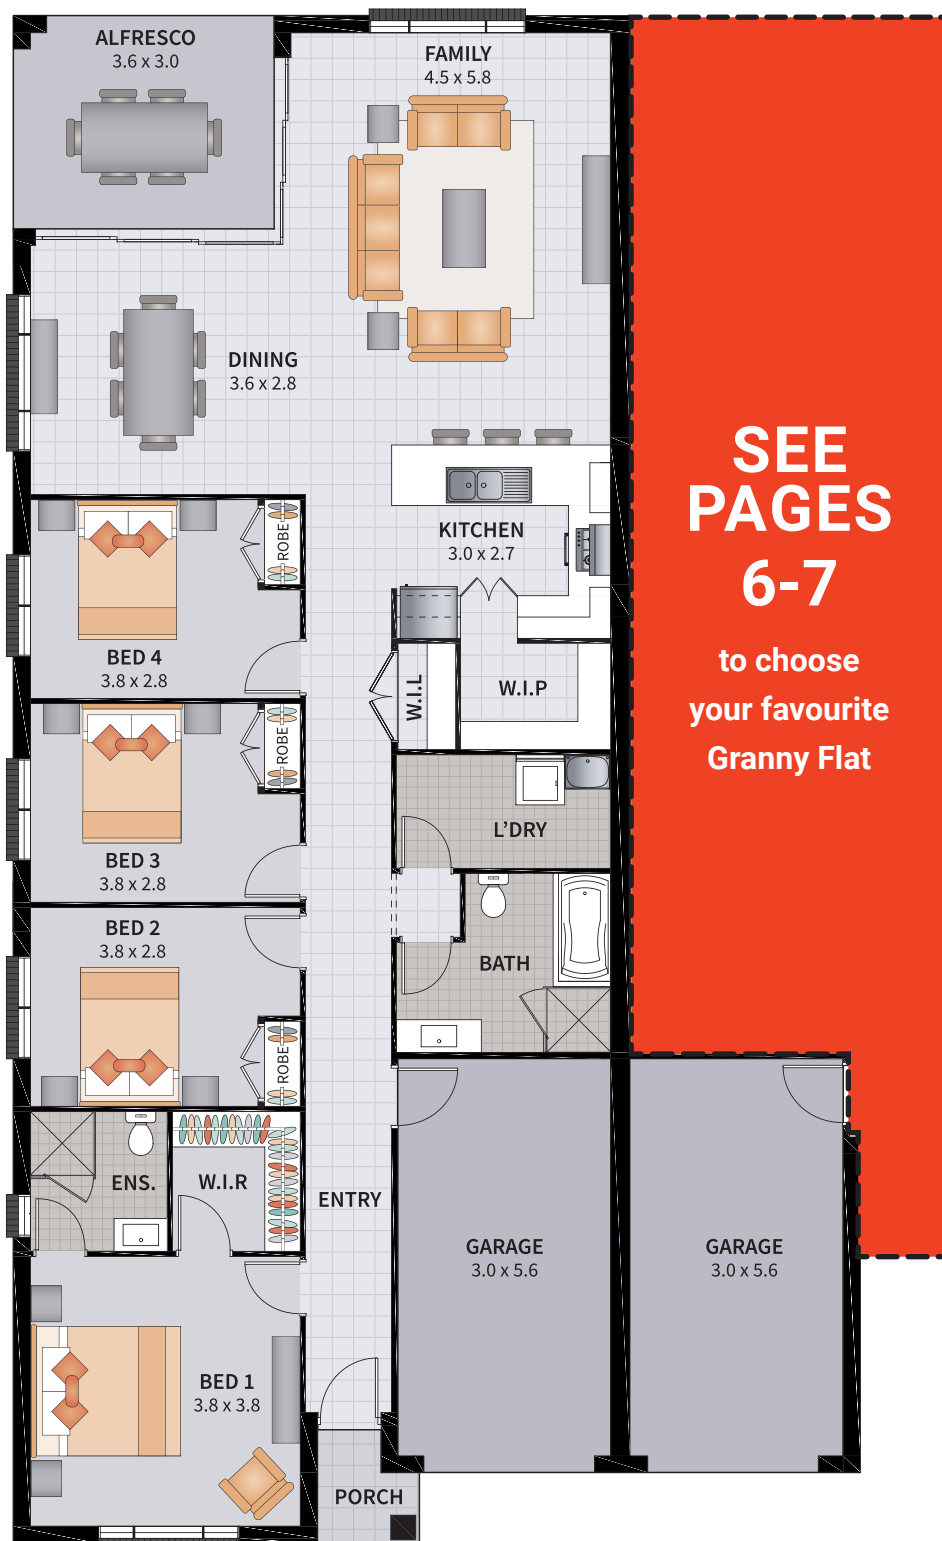 ALFRESCO
3.6 x 3.0
FAMILY
4.5 x 5.8
DINING
3.6 x 2.8
SEE
PAGES
6-7
to choose
your favourite
Granny Flat
KITCHEN
3.0 x 2.7
ROBE
BED 4
3.8 x 2.8
W.I.L
W.I.P
ROBE
BED 3
3.8 x 2.8
L'DRY
BED 2
3.8 x 2.8
BATH
ROBE
ENS.
W.I.R
ENTRY
GARAGE
3.0 x 5.6
GARAGE
3.0 x 5.6
BED 1
3.8 x 3.8
PORCH